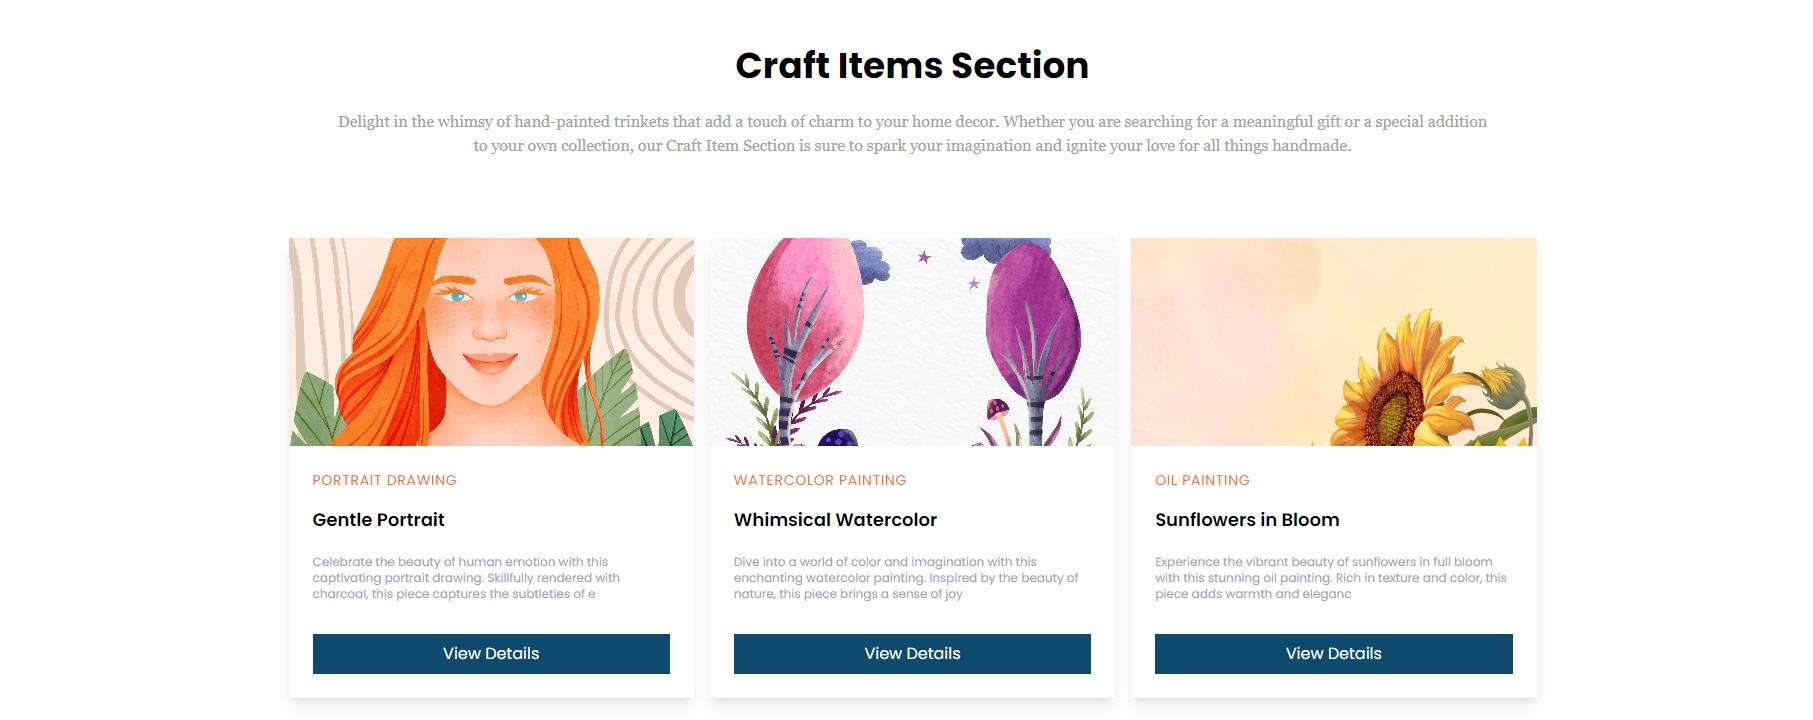 Craft Items Section
Delight in the whimsy of hand-painted trinkets that add a touch of charm to your home decor. Whether you are searching for a meaningful gift or a special addition
to your own collection, our Craft Item Section is sure to spark your imagination and ignite your love for all things handmade.
PORTRAIT DRAWING
Gentle Portrait
Celebrate the beauty of human emotion with this
captivating portrait drawing. Skillfully rendered with
charcoal, this piece captures the subtleties of e
View Details
WATERCOLOR PAINTING
Whimsical Watercolor
Dive into a world of color and imagination with this
enchanting watercolor painting. Inspired by the beauty of
nature, this piece brings a sense of joy
View Details
OIL PAINTING
Sunflowers in Bloom
Experience the vibrant beauty of sunflowers in full bloom
with this stunning oil painting. Rich in texture and color, this
piece adds warmth and eleganc
View Details